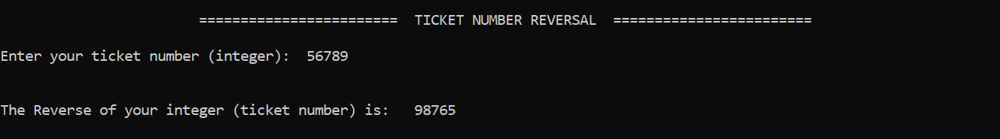 ========================  TICKET NUMBER REVERSAL  ========================
Enter your ticket number (integer):  56789
The Reverse of your integer (ticket number) is:   98765